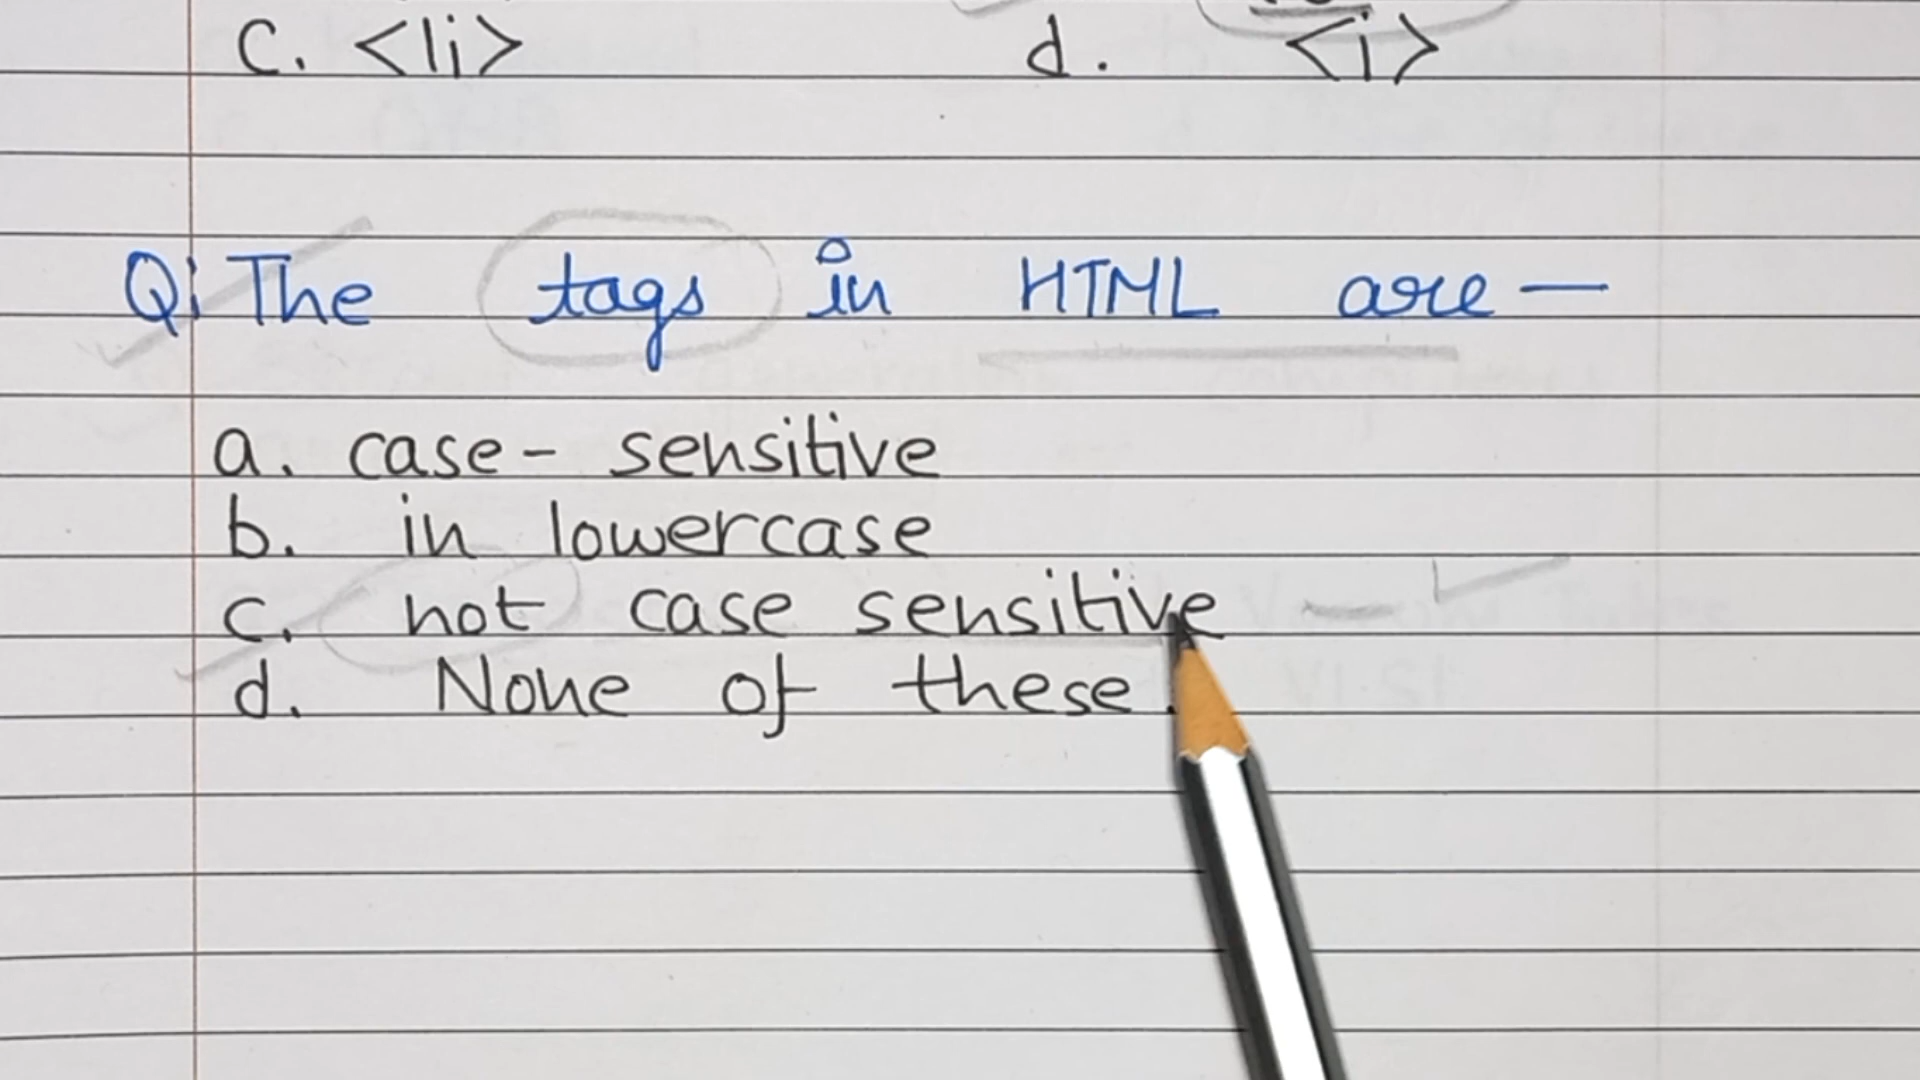 c. <li> d. <i>
Q: The tags in HTML are —
a. case - sensitive
b. in lowercase
c. not case sensitive
d. None of these.